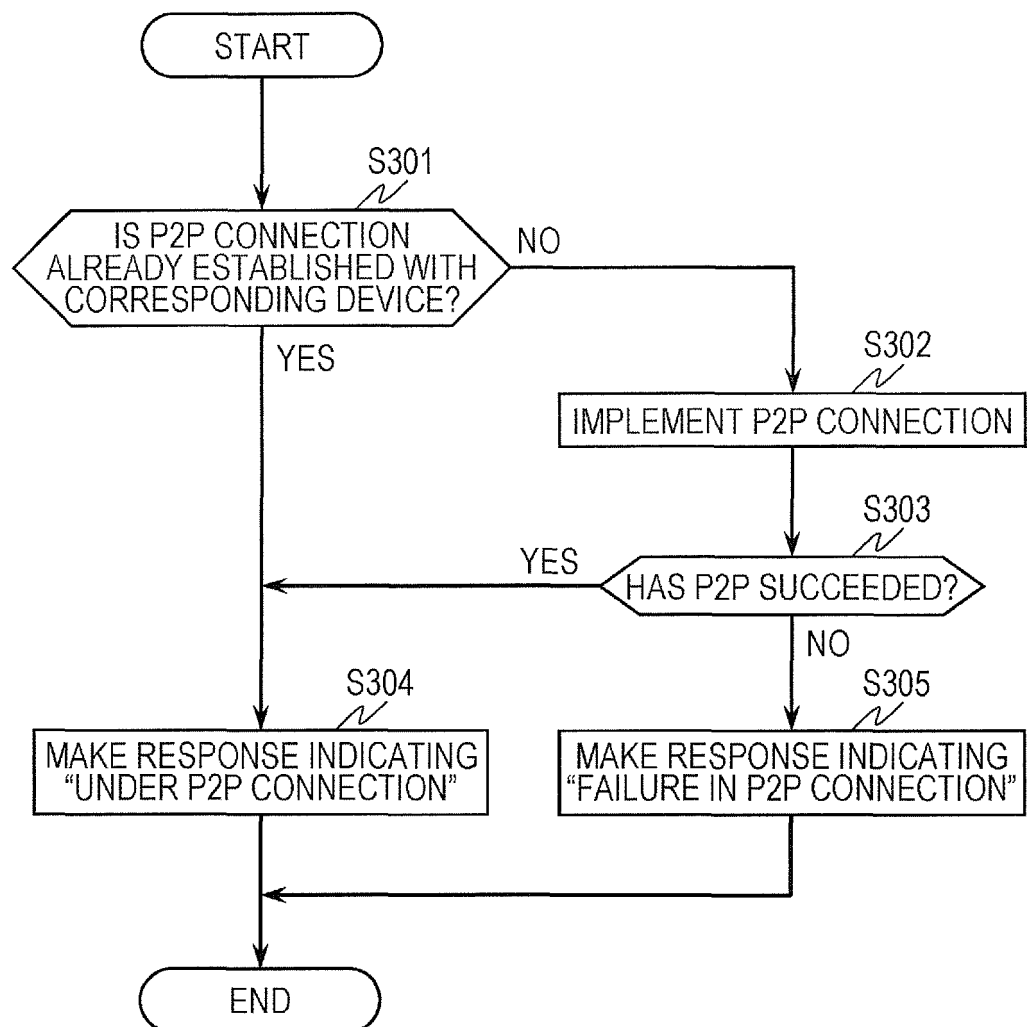 START
S301
IS P2P CONNECTION
ALREADY ESTABLISHED WITH
CORRESPONDING DEVICE?
NO
YES
S302
IMPLEMENT P2P CONNECTION
S303
YES
HAS P2P SUCCEEDED?
NO
S304
MAKE RESPONSE INDICATING
“UNDER P2P CONNECTION”
S305
MAKE RESPONSE INDICATING
“FAILURE IN P2P CONNECTION”
END